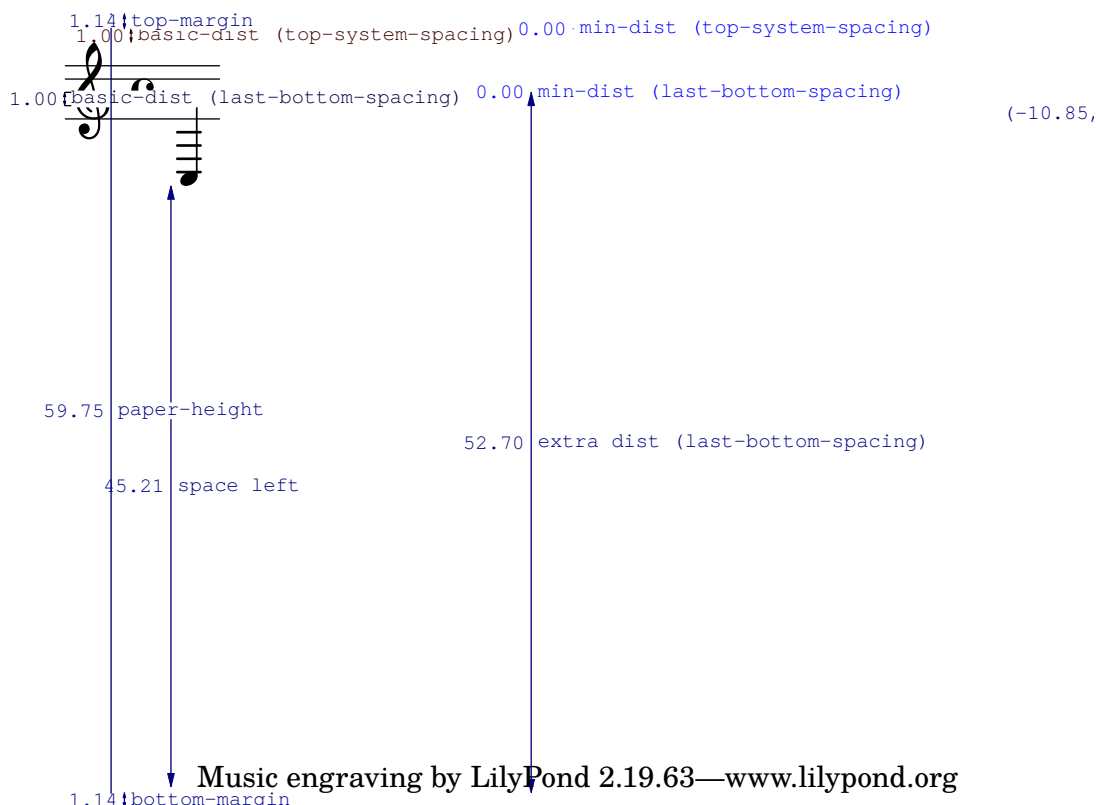 1.14 top-margin
1.00 basic-dist (top-system-spacing) 0.00 min-dist (top-system-spacing)
1.00 basic-dist (last-bottom-spacing) 0.00 min-dist (last-bottom-spacing)
(-10.85,
59.75 paper-height
52.70 extra dist (last-bottom-spacing)
45.21 space left
Music engraving by LilyPond 2.19.63—www.lilypond.org
1.14 bottom-margin